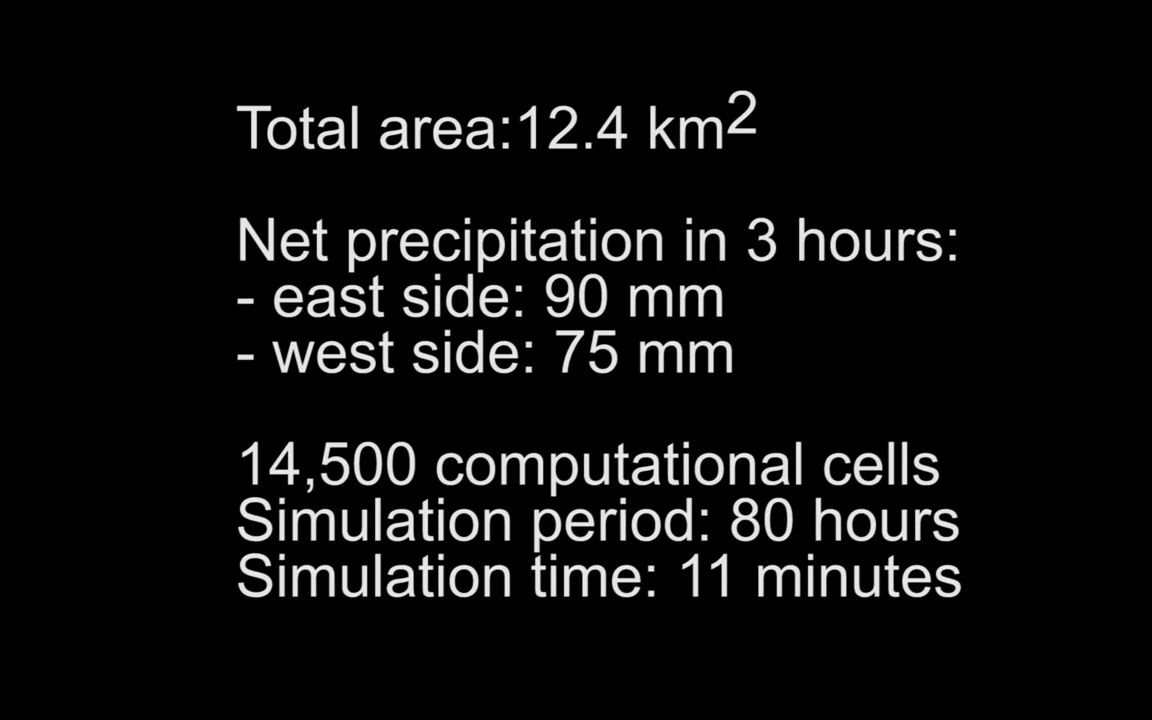 Total area:12.4 km²
Net precipitation in 3 hours:
- east side: 90 mm
- west side: 75 mm
14,500 computational cells
Simulation period: 80 hours
Simulation time: 11 minutes